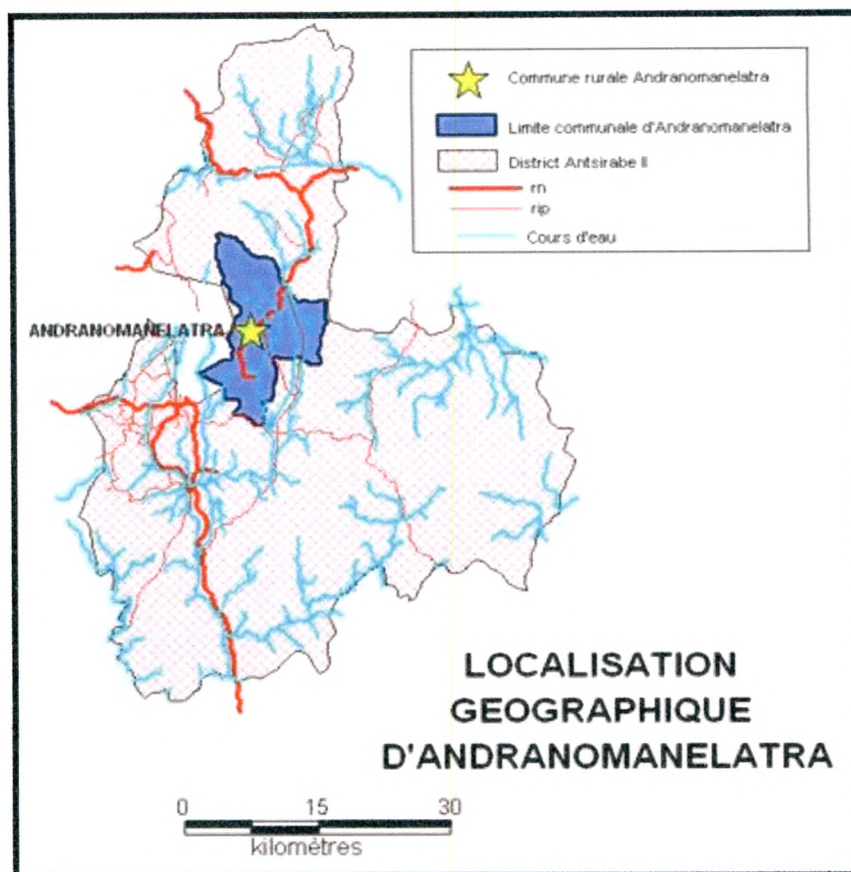 Commune rurale Andranomanelatra
Limite communale d'Andranomanelatra
District Antsirabe II
rn
rip
Cours d'eau
ANDRANOMANELATRA
LOCALISATION
GEOGRAPHIQUE
D'ANDRANOMANELATRA
0 15 30
kilométres